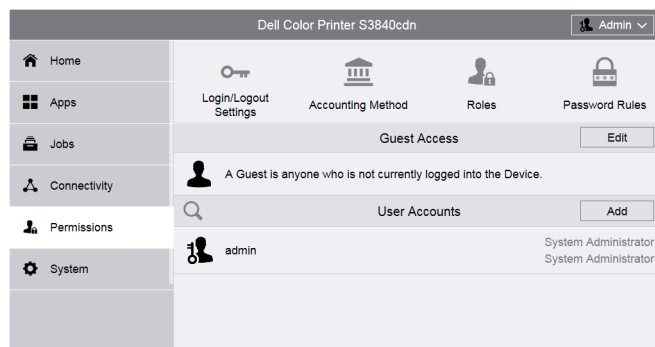 Dell Color Printer S3840cdn
Admin
Home
Apps
Jobs
Connectivity
Permissions
System
Login/Logout
Settings
Accounting Method
Roles
Password Rules
Guest Access
Edit
A Guest is anyone who is not currently logged into the Device.
User Accounts
Add
admin
System Administrator
System Administrator